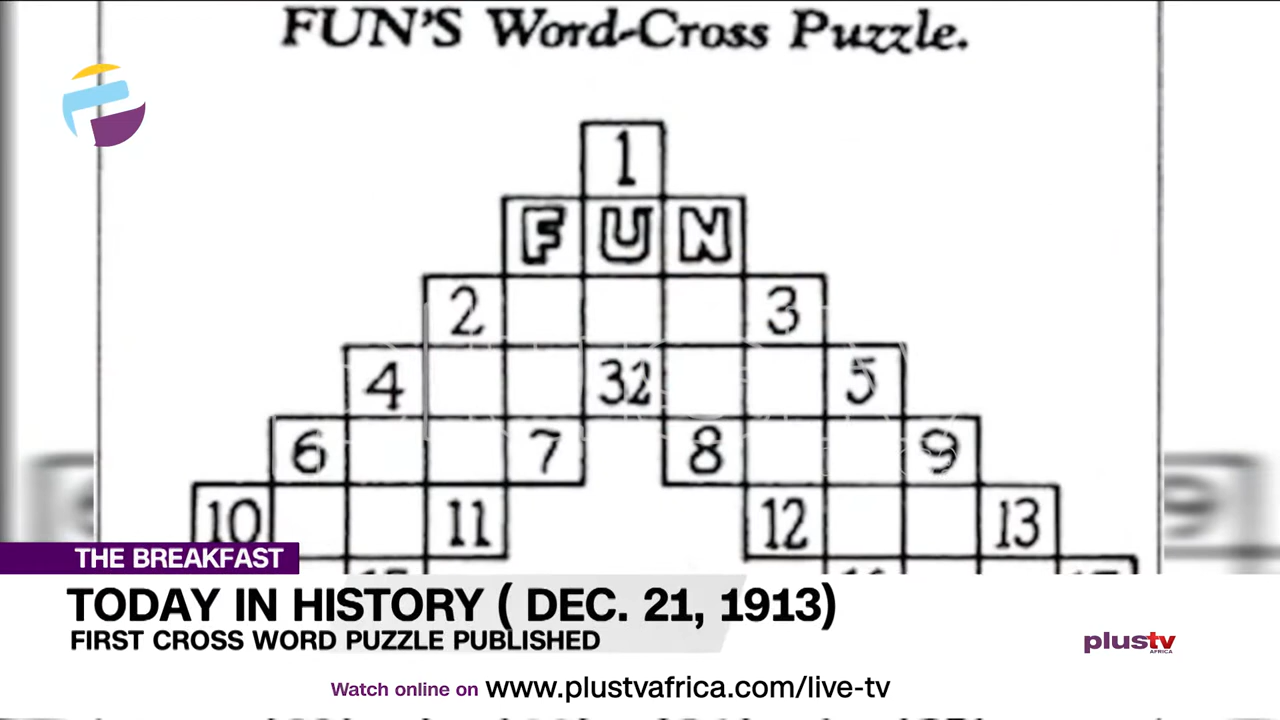 FUN'S Word-Cross Puzzle.
1
F U N
2 3
4 32 5
6 7 8 9
10 11 12 13
THE BREAKFAST
TODAY IN HISTORY ( DEC. 21, 1913)
FIRST CROSS WORD PUZZLE PUBLISHED
plustv
AFRICA
Watch online on www.plustvafrica.com/live-tv